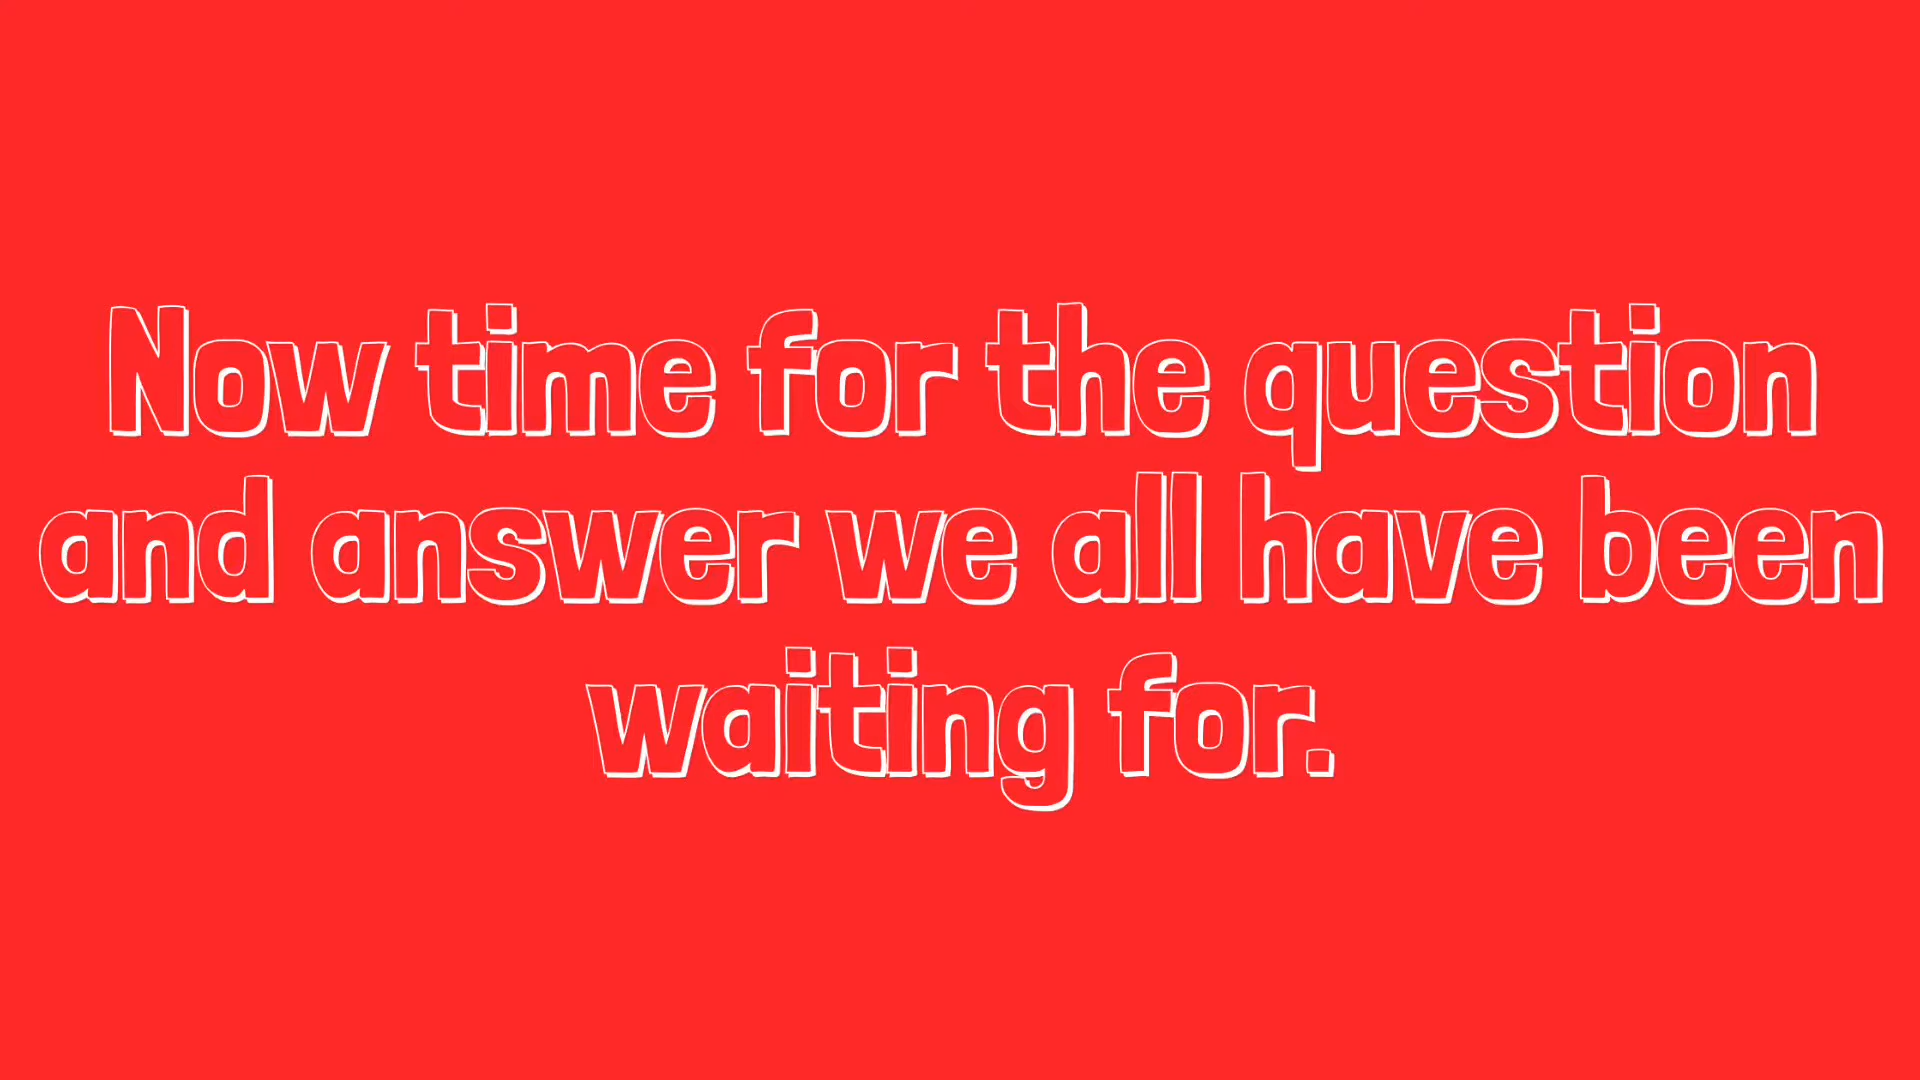 Now time for the question
and answer we all have been
waiting for.